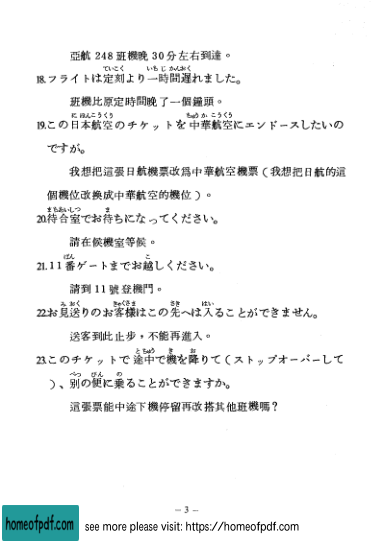 亞航 248 班機晚 30 分左右到達。
18.フライトは定刻より一時間遅れました。
班機比原定時間晚了一個鐘頭。
19.この日本航空のチケットを中華航空にエンドースしたいの
ですが。
我想把這張日航機票改爲中華航空機票（我想把日航的這
個機位改換成中華航空的機位）。
20.待合室でお待ちになってください。
請在候機室等候。
21.11番ゲートまでお越しください。
請到 11 號登機門。
22.お見送りのお客様はこの先へは入ることができません。
送客到此止步，不能再進入。
23.このチケットで途中で機を降りて（ストップオーバーして
）、別の便に乗ることができますか。
這張票能中途下機停留再改搭其他班機嗎？
－3－
homeofpdf.com see more please visit: https://homeofpdf.com